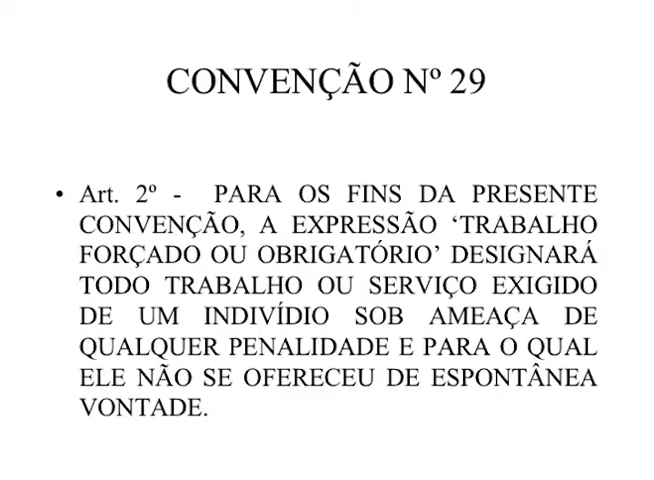 CONVENÇÃO Nº 29
• Art. 2º - PARA OS FINS DA PRESENTE
CONVENÇÃO, A EXPRESSÃO ‘TRABALHO
FORÇADO OU OBRIGATÓRIO’ DESIGNARÁ
TODO TRABALHO OU SERVIÇO EXIGIDO
DE UM INDIVÍDIO SOB AMEAÇA DE
QUALQUER PENALIDADE E PARA O QUAL
ELE NÃO SE OFERECEU DE ESPONTÂNEA
VONTADE.